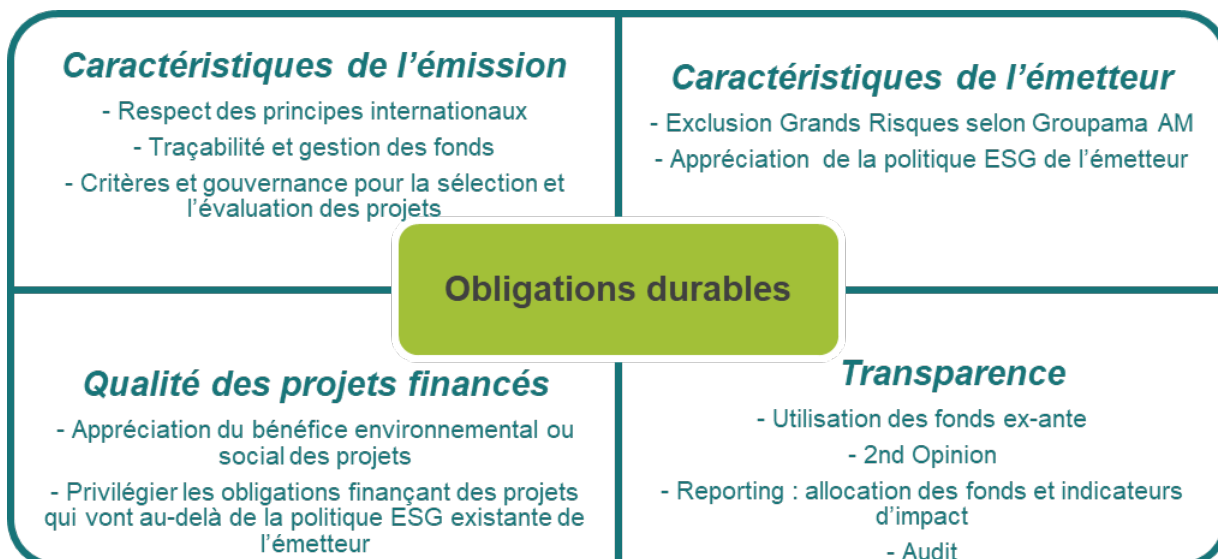 Caractéristiques de l'émission
- Respect des principes internationaux
- Traçabilité et gestion des fonds
- Critères et gouvernance pour la sélection et
l'évaluation des projets
Caractéristiques de l'émetteur
- Exclusion Grands Risques selon Groupama AM
- Appréciation de la politique ESG de l'émetteur
Obligations durables
Qualité des projets financés
- Appréciation du bénéfice environnemental ou
social des projets
- Privilégier les obligations finançant des projets
qui vont au-delà de la politique ESG existante de
l'émetteur
Transparence
- Utilisation des fonds ex-ante
- 2nd Opinion
- Reporting : allocation des fonds et indicateurs
d'impact
- Audit